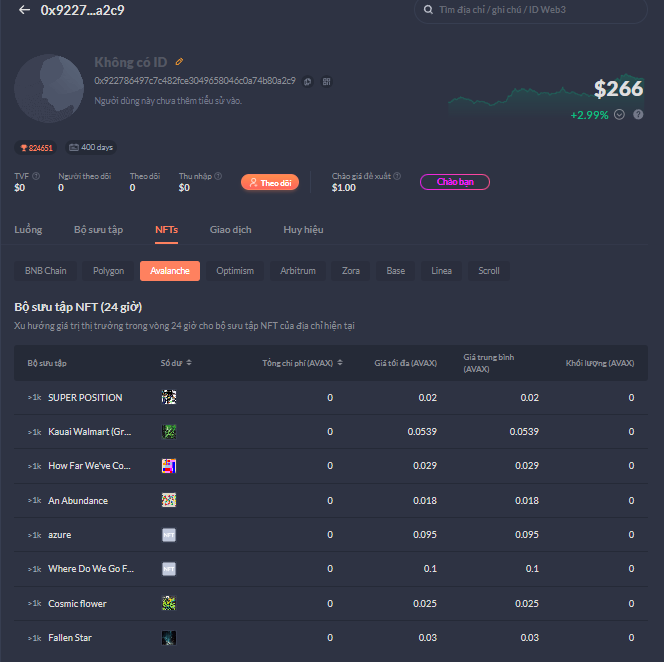 0x9227...a2c9
Tìm địa chỉ / ghi chú / ID Web3
Không có ID
0x922786497c7c482fce3049658046c0a74b80a2c9
Người dùng này chưa thêm tiểu sử vào.
$266
+2.99%
824651 400 days
TVF Người theo dõi Theo dõi Thu nhập Theo dõi Chào giá đề xuất Chào bạn
$0 0 0 $0 $1.00
Luồng Bộ sưu tập NFTs Giao dịch Huy hiệu
BNB Chain Polygon Avalanche Optimism Arbitrum Zora Base Linea Scroll
Bộ sưu tập NFT (24 giờ)
Xu hướng giá trị thị trường trong vòng 24 giờ cho bộ sưu tập NFT của địa chỉ hiện tại
Bộ sưu tập Số dư Tổng chi phí (AVAX) Giá tối đa (AVAX) Giá trung bình (AVAX) Khối lượng (AVAX)
>1k SUPER POSITION 0 0.02 0.02 0
>1k Kauai Walmart (Gr... 0 0.0539 0.0539 0
>1k How Far We've Co... 0 0.029 0.029 0
>1k An Abundance 0 0.018 0.018 0
>1k azure NFT 0 0.095 0.095 0
>1k Where Do We Go F... NFT 0 0.1 0.1 0
>1k Cosmic flower 0 0.025 0.025 0
>1k Fallen Star 0 0.03 0.03 0